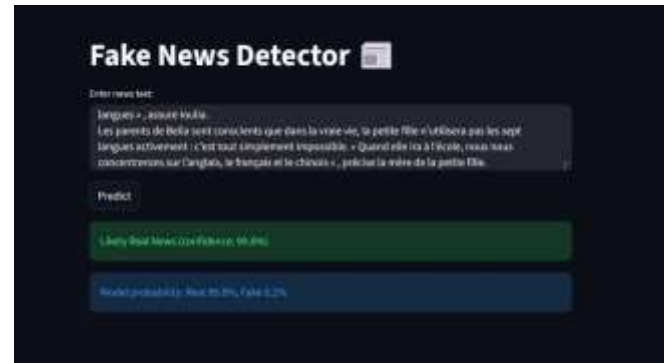 Fake News Detector
Enter news text:
langues » , assure Ioulia.
Les parents de Bella sont conscients que dans la vraie vie, la petite fille n'utilisera pas les sept
langues activement : c'est tout simplement impossible. « Quand elle ira à l'école, nous nous
concentrerons sur l'anglais, le français et le chinois » , précise la mère de la petite fille.
Predict
Likely Real News (confidence: 99.8%)
Model probability: Real 99.8%, Fake 0.2%